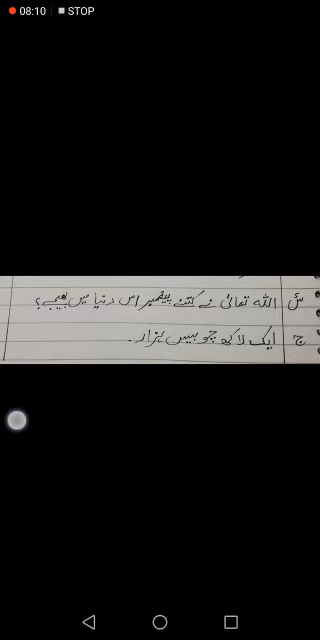 08:10 STOP
س اللہ تعالیٰ نے کتنے پیغمبر اس دنیا میں بھیجے؟
ج ایک لاکھ چوبیس ہزار۔